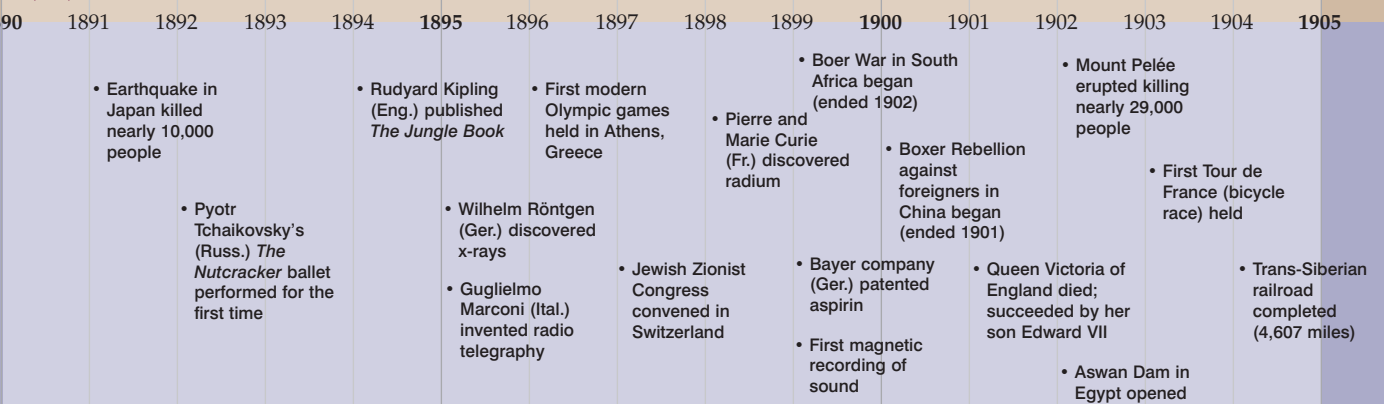 90 1891 1892 1893 1894 1895 1896 1897 1898 1899 1900 1901 1902 1903 1904 1905
• Earthquake in
Japan killed
nearly 10,000
people
• Pyotr
Tchaikovsky's
(Russ.) The
Nutcracker ballet
performed for the
first time
• Rudyard Kipling
(Eng.) published
The Jungle Book
• Wilhelm Röntgen
(Ger.) discovered
x-rays
• Guglielmo
Marconi (Ital.)
invented radio
telegraphy
• First modern
Olympic games
held in Athens,
Greece
• Jewish Zionist
Congress
convened in
Switzerland
• Pierre and
Marie Curie
(Fr.) discovered
radium
• Boer War in South
Africa began
(ended 1902)
• Bayer company
(Ger.) patented
aspirin
• First magnetic
recording of
sound
• Boxer Rebellion
against
foreigners in
China began
(ended 1901)
• Queen Victoria of
England died;
succeeded by her
son Edward VII
• Mount Pelée
erupted killing
nearly 29,000
people
• Aswan Dam in
Egypt opened
• First Tour de
France (bicycle
race) held
• Trans-Siberian
railroad
completed
(4,607 miles)